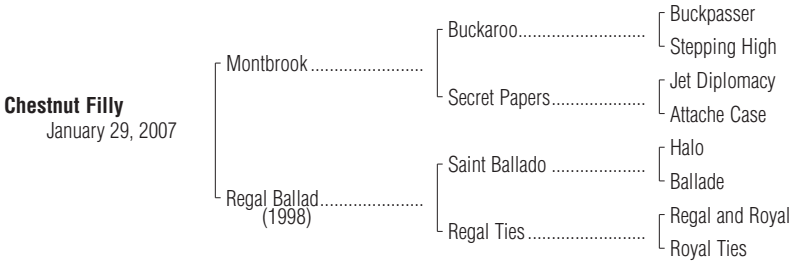 Buckpasser
Buckaroo..............................
Stepping High
Montbrook...........................
Jet Diplomacy
Secret Papers......................
Attache Case
Chestnut Filly
January 29, 2007
Halo
Saint Ballado ......................
Ballade
Regal Ballad.........................
(1998)
Regal and Royal
Regal Ties............................
Royal Ties